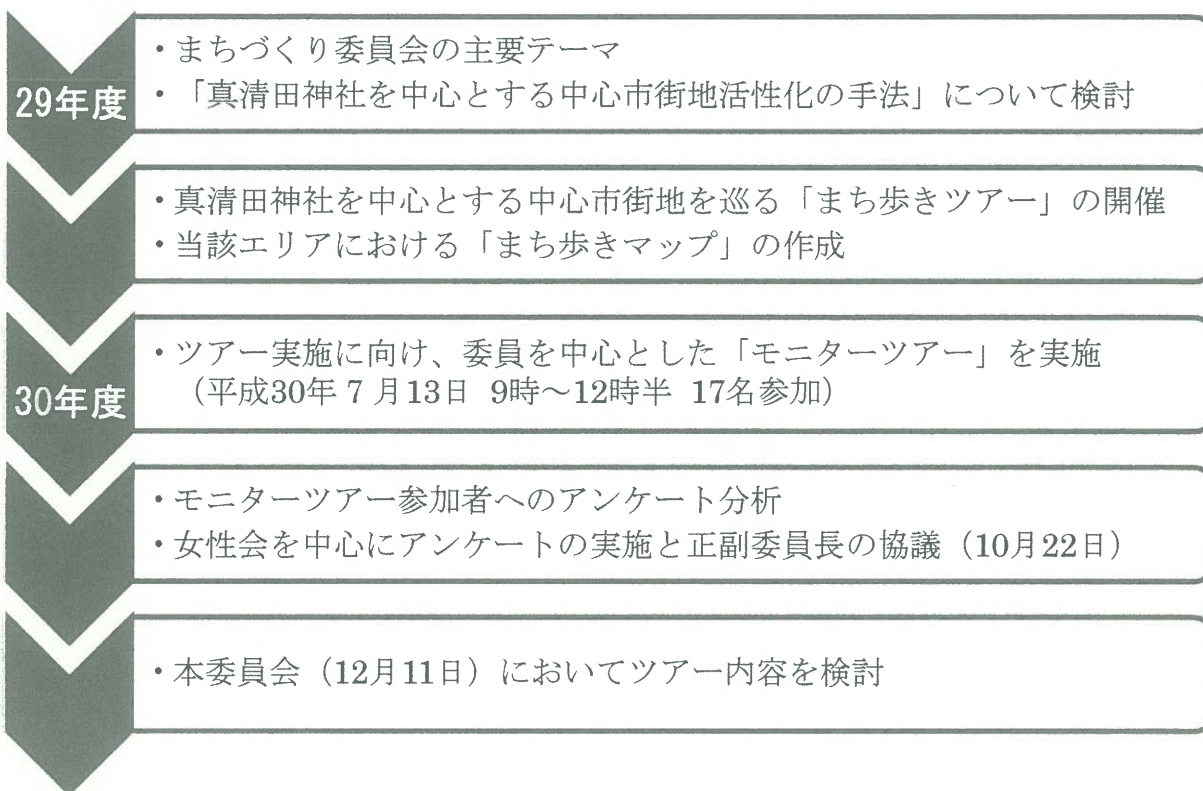 29年度
・まちづくり委員会の主要テーマ
・「真清田神社を中心とする中心市街地活性化の手法」について検討
・真清田神社を中心とする中心市街地を巡る「まち歩きツアー」の開催
・当該エリアにおける「まち歩きマップ」の作成
30年度
・ツアー実施に向け、委員を中心とした「モニターツアー」を実施
（平成30年 7 月13日 9時～12時半 17名参加）
・モニターツアー参加者へのアンケート分析
・女性会を中心にアンケートの実施と正副委員長の協議（10月22日）
・本委員会（12月11日）においてツアー内容を検討